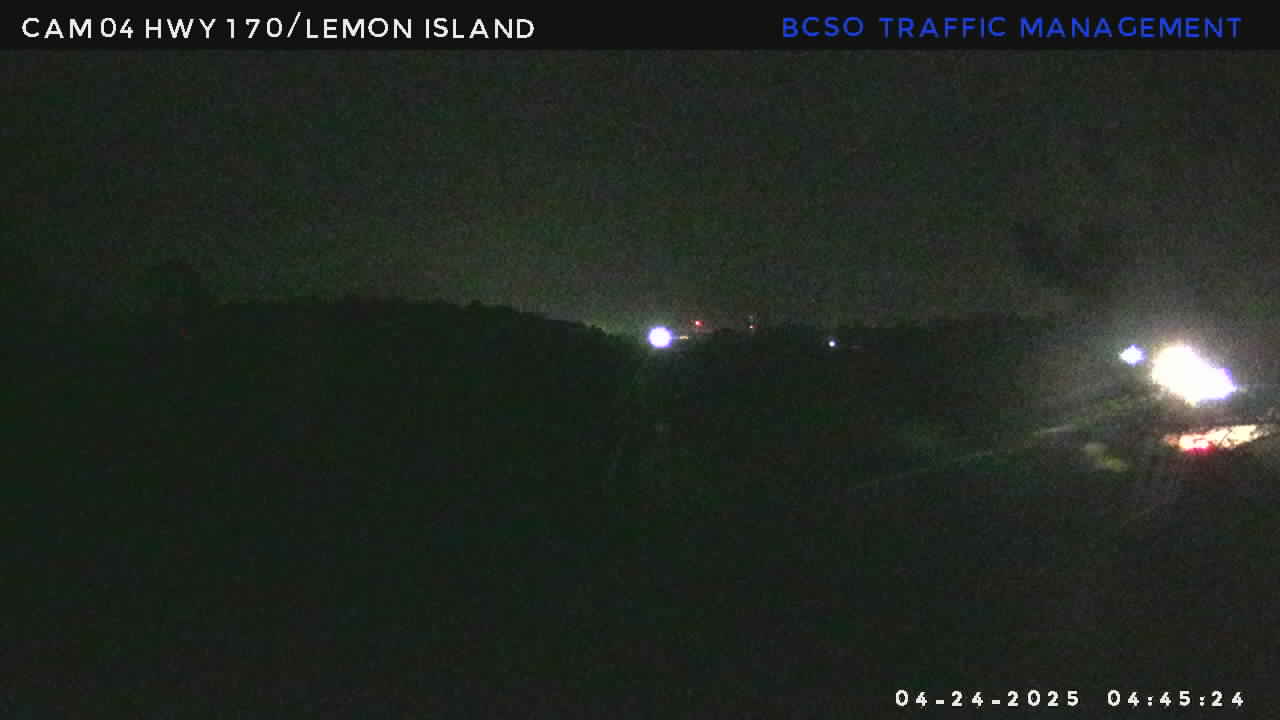 CAM04 HWY 170/LEMON ISLAND
BCSO TRAFFIC MANAGEMENT
04-24-2025 04:45:24